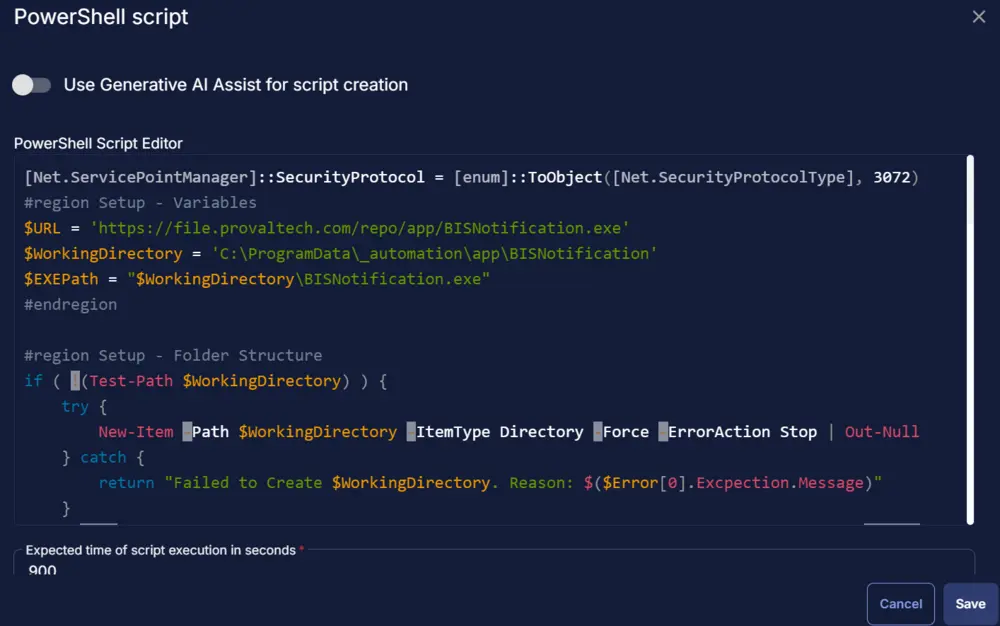 PowerShell script
Use Generative AI Assist for script creation
PowerShell Script Editor
[Net.ServicePointManager]::SecurityProtocol = [enum]::ToObject([Net.SecurityProtocolType], 3072)
#region Setup - Variables
$URL = 'https://file.provaltech.com/repo/app/BISNotification.exe'
$WorkingDirectory = 'C:\ProgramData\_automation\app\BISNotification'
$EXEPath = "$WorkingDirectory\BISNotification.exe"
#endregion
#region Setup - Folder Structure
if ( !(Test-Path $WorkingDirectory) ) {
try {
New-Item -Path $WorkingDirectory -ItemType Directory -Force -ErrorAction Stop | Out-Null
} catch {
return "Failed to Create $WorkingDirectory. Reason: $($Error[0].Excpection.Message)"
}
Expected time of script execution in seconds *
900
Cancel Save